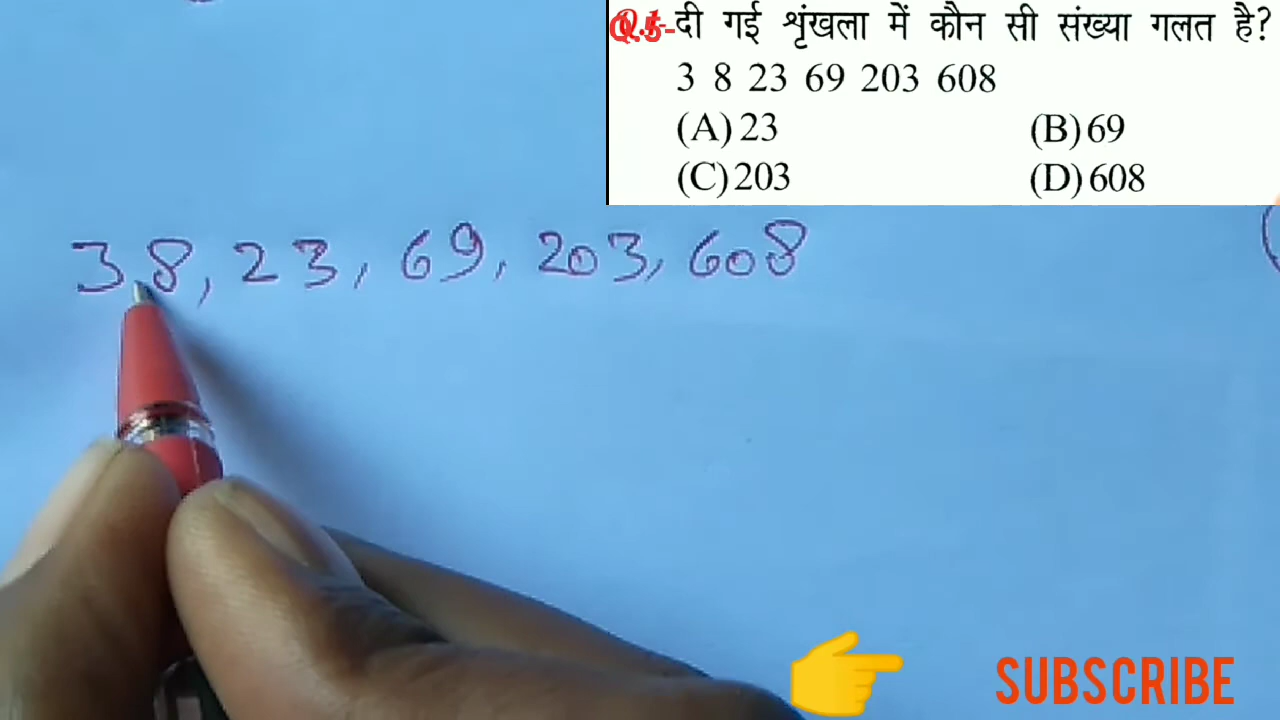 दी गई शृंखला में कौन सी संख्या गलत है?
3 8 23 69 203 608
(A) 23 (B) 69
(C) 203 (D) 608
3 8, 23, 69, 203, 608
SUBSCRIBE